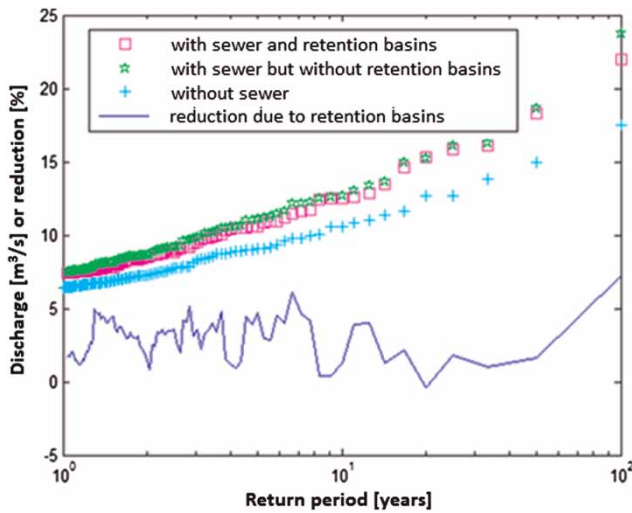 25
20
15
10
5
0
-5
Discharge [m³/s] or reduction [%]
with sewer and retention basins
with sewer but without retention basins
without sewer
reduction due to retention basins
10⁰
10¹
10²
Return period [years]